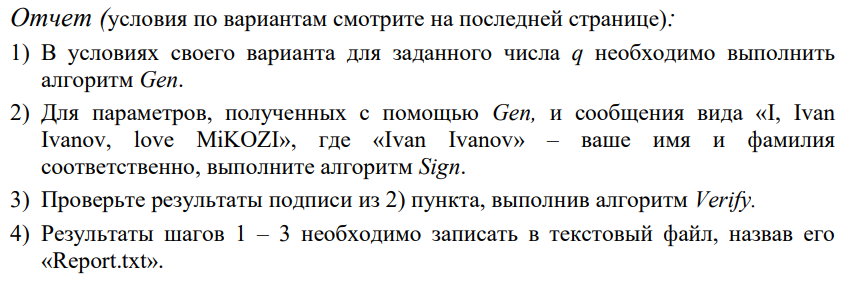 Отчет (условия по вариантам смотрите на последней странице):
1) В условиях своего варианта для заданного числа q необходимо выполнить
алгоритм Gen.
2) Для параметров, полученных с помощью Gen, и сообщения вида «I, Ivan
Ivanov, love MiKOZI», где «Ivan Ivanov» – ваше имя и фамилия
соответственно, выполните алгоритм Sign.
3) Проверьте результаты подписи из 2) пункта, выполнив алгоритм Verify.
4) Результаты шагов 1 – 3 необходимо записать в текстовый файл, назвав его
«Report.txt».